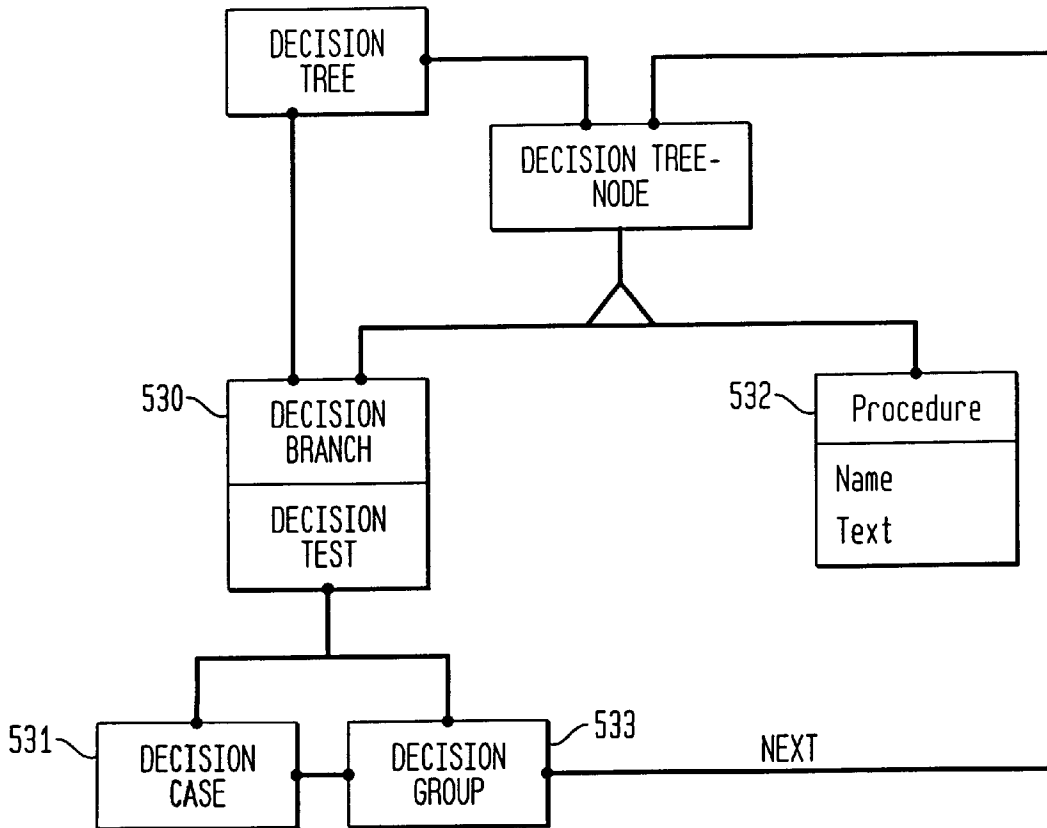 DECISION
TREE
DECISION TREE-
NODE
530
DECISION
BRANCH
DECISION
TEST
532
Procedure
Name
Text
531
DECISION
CASE
533
DECISION
GROUP
NEXT